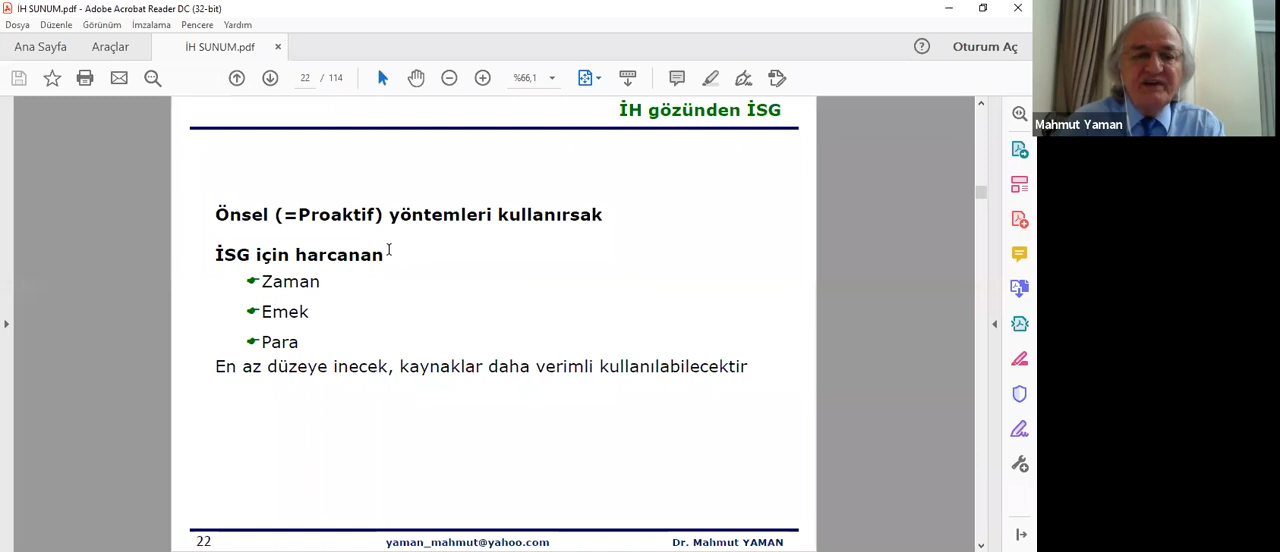 İH SUNUM.pdf - Adobe Acrobat Reader DC (32-bit)
Dosya Düzenle Görünüm İmzalama Pencere Yardım
Ana Sayfa Araçlar İH SUNUM.pdf × Oturum Aç
22 / 114 %66,1
İH gözünden İSG
Önsel (=Proaktif) yöntemleri kullanırsak
İSG için harcanan
Zaman
Emek
Para
En az düzeye inecek, kaynaklar daha verimli kullanılabilecektir
22 yaman_mahmut@yahoo.com Dr. Mahmut YAMAN
Mahmut Yaman